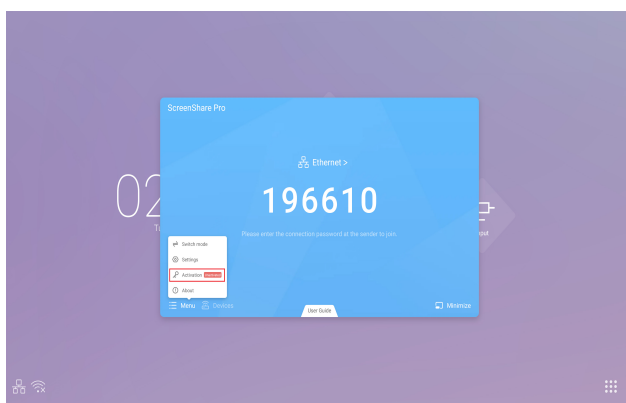 ScreenShare Pro
Ethernet >
196610
02
Please enter the connection password at the sender to join.
Switch mode
Settings
Activation
About
Menu
Devices
User Guide
Minimize